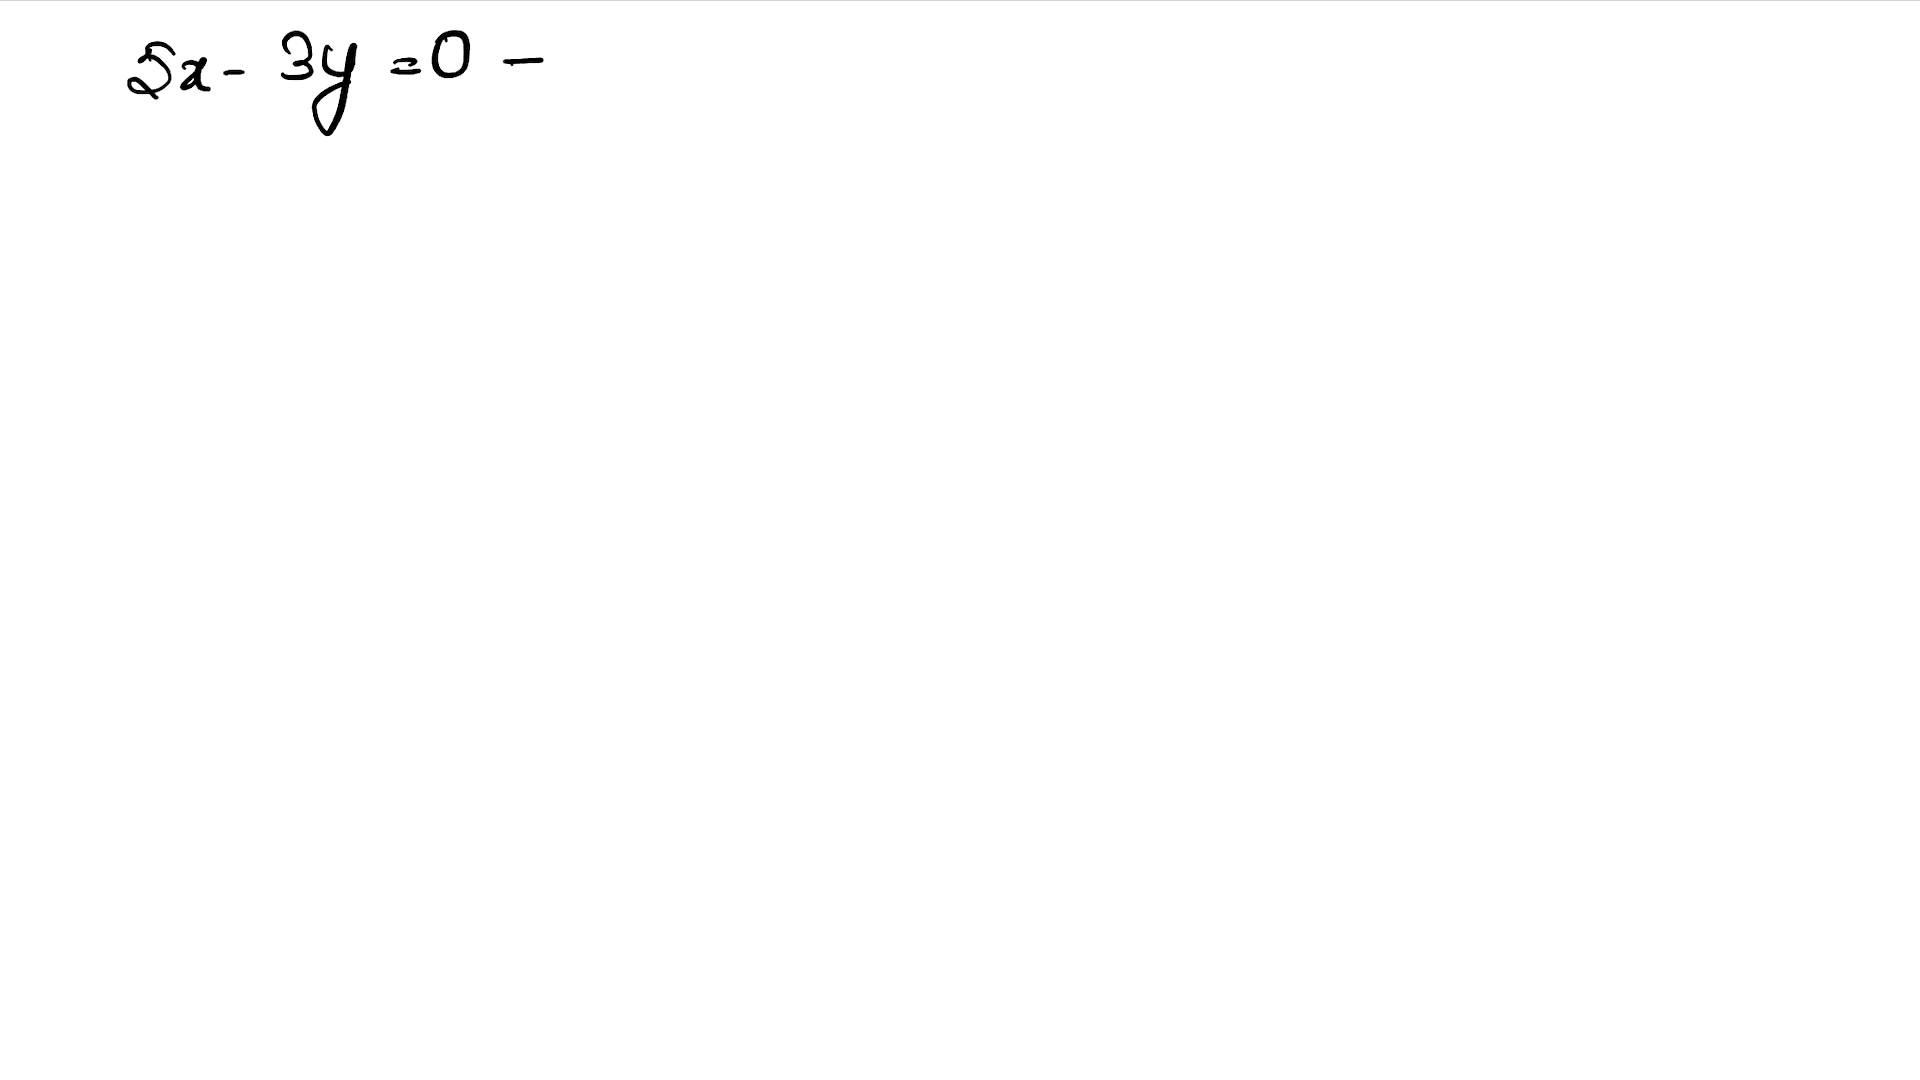 5x - 3y = 0 -